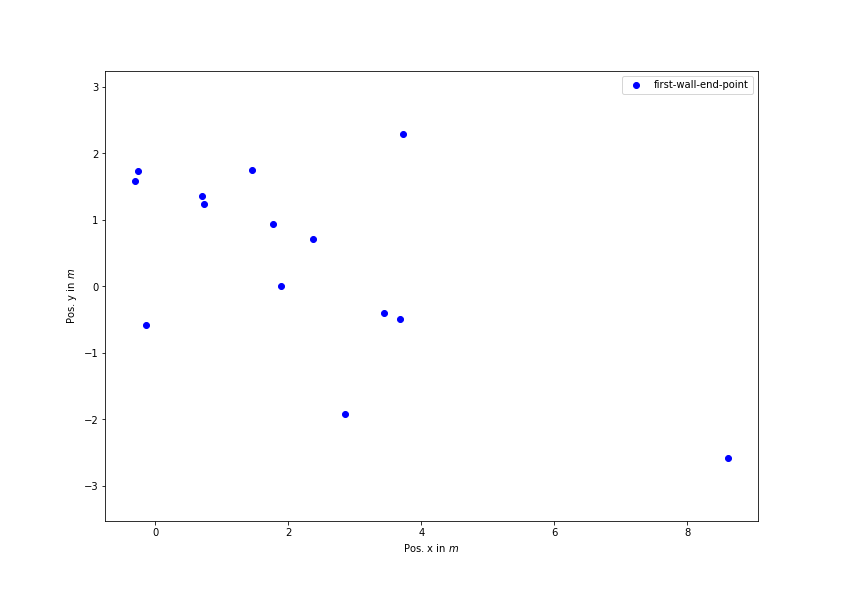 first-wall-end-point
3
2
1
0
−1
−2
−3
Pos. y in m
0 2 4 6 8
Pos. x in m